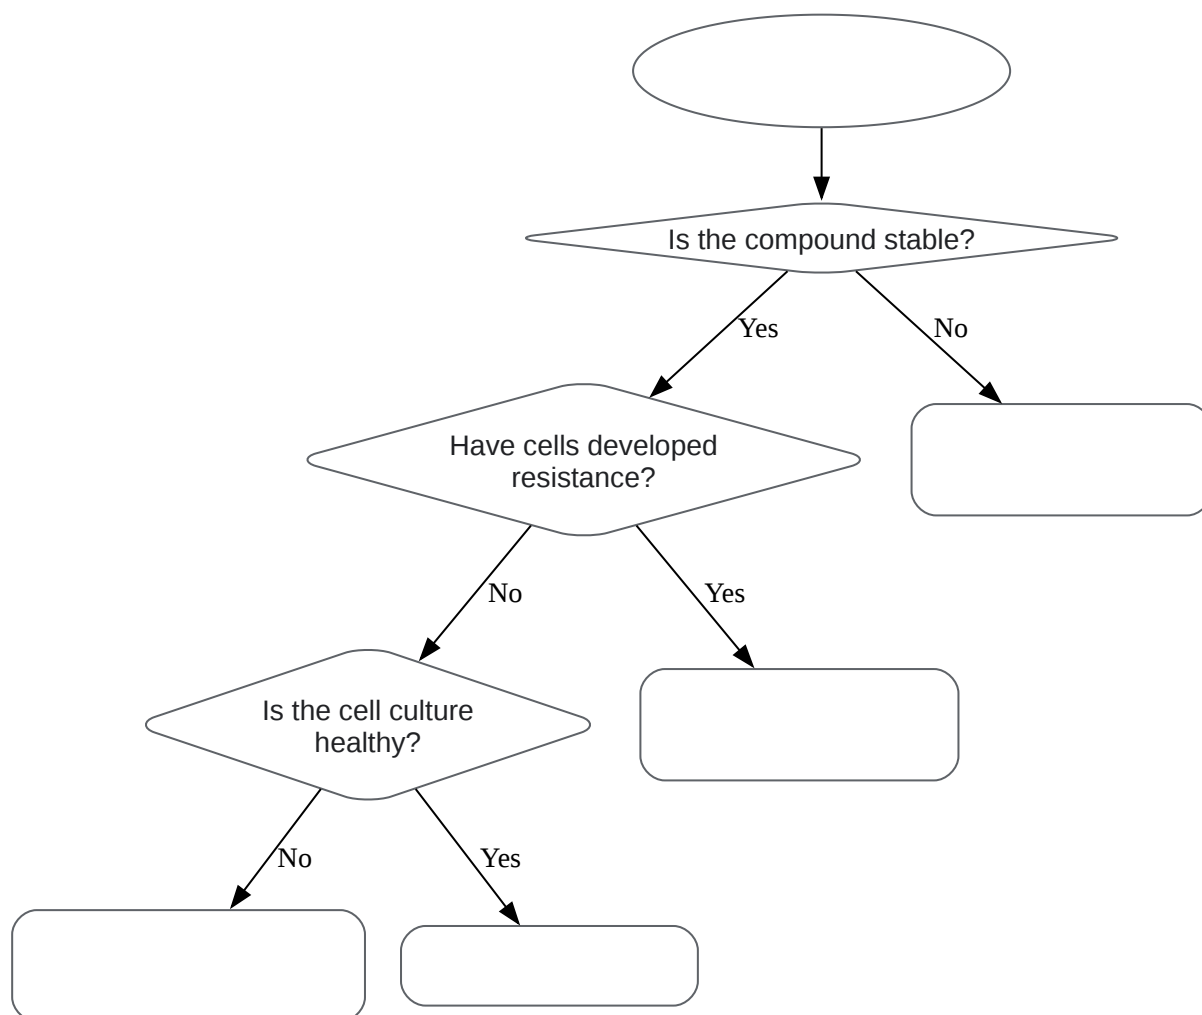 Is the compound stable?
Yes
No
Have cells developed
resistance?
No
Yes
Is the cell culture
healthy?
No
Yes